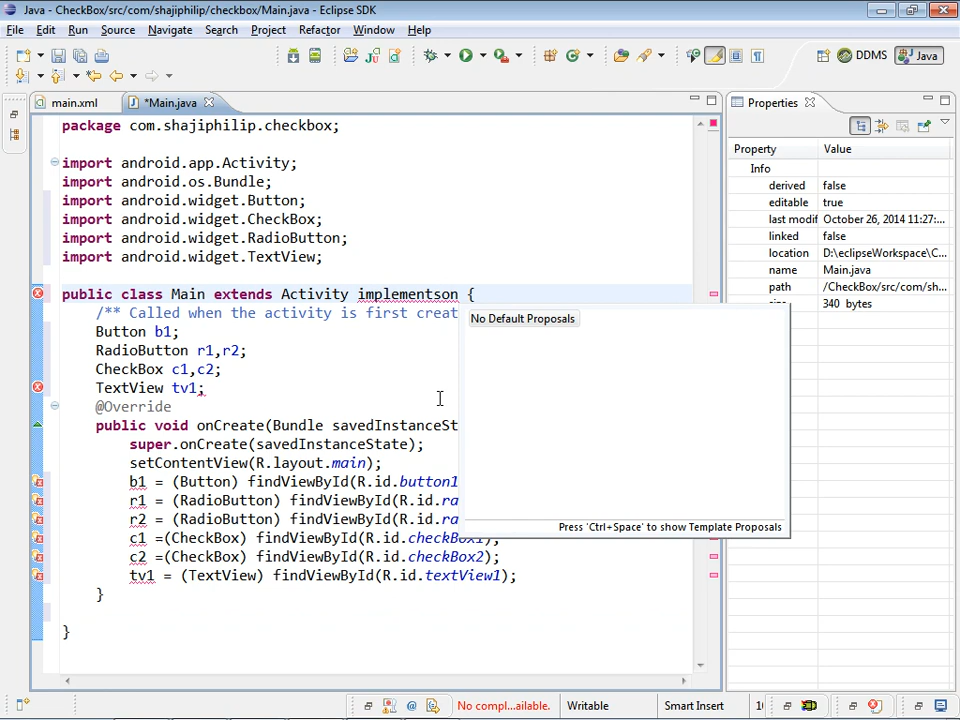 Java - CheckBox/src/com/shajiphilip/checkbox/Main.java - Eclipse SDK
File Edit Run Source Navigate Search Project Refactor Window Help
DDMS Java
main.xml *Main.java
Properties
package com.shajiphilip.checkbox;
import android.app.Activity;
import android.os.Bundle;
import android.widget.Button;
import android.widget.CheckBox;
import android.widget.RadioButton;
import android.widget.TextView;
public class Main extends Activity implementson {
/** Called when the activity is first creat
Button b1;
RadioButton r1,r2;
CheckBox c1,c2;
TextView tv1;
@Override
public void onCreate(Bundle savedInstanceSt
super.onCreate(savedInstanceState);
setContentView(R.layout.main);
b1 = (Button) findViewById(R.id.button1
r1 = (RadioButton) findViewById(R.id.ra
r2 = (RadioButton) findViewById(R.id.ra
c1 =(CheckBox) findViewById(R.id.checkBox1);
c2 =(CheckBox) findViewById(R.id.checkBox2);
tv1 = (TextView) findViewById(R.id.textView1);
}
}
No Default Proposals
Press 'Ctrl+Space' to show Template Proposals
Property Value
Info
derived false
editable true
last modif October 26, 2014 11:27:...
linked false
location D:\eclipseWorkspace\C...
name Main.java
path /CheckBox/src/com/sh...
340 bytes
No compl...ailable. Writable Smart Insert